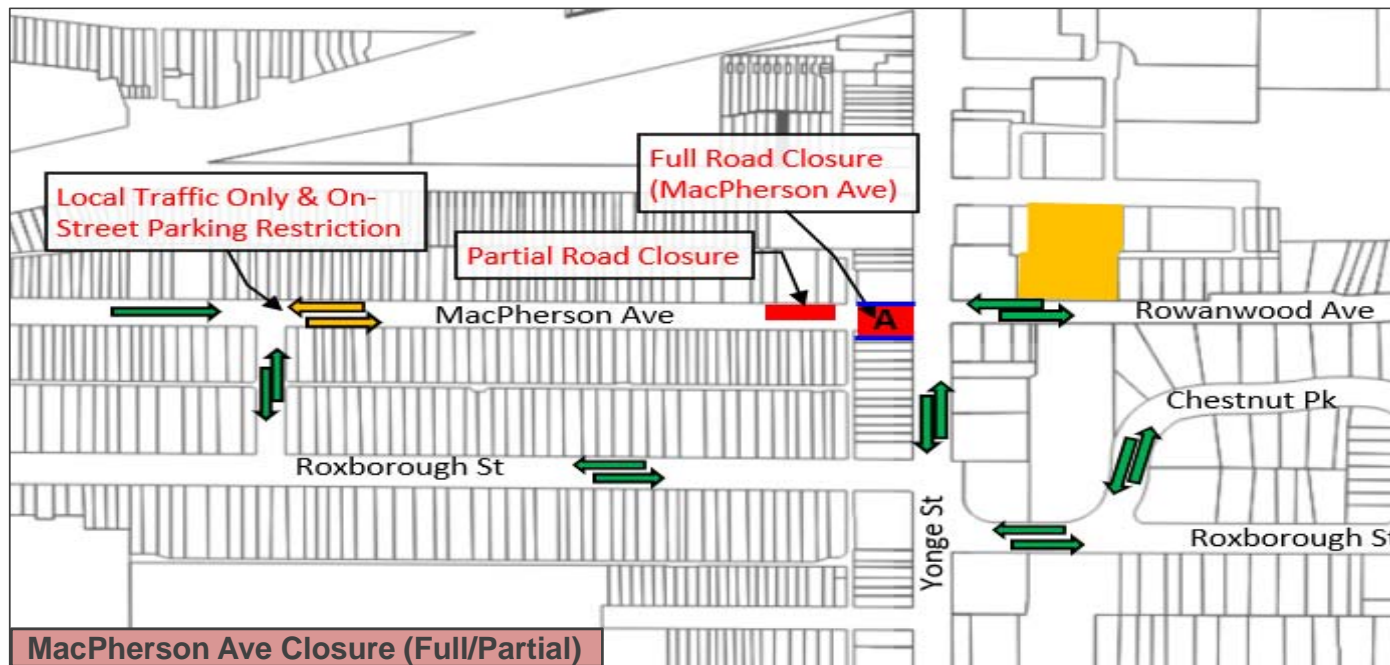 Full Road Closure
(MacPherson Ave)
Local Traffic Only & On-
Street Parking Restriction
Partial Road Closure
MacPherson Ave
A
Rowanwood Ave
Chestnut Pk
Roxborough St
Yonge St
Roxborough St
MacPherson Ave Closure (Full/Partial)